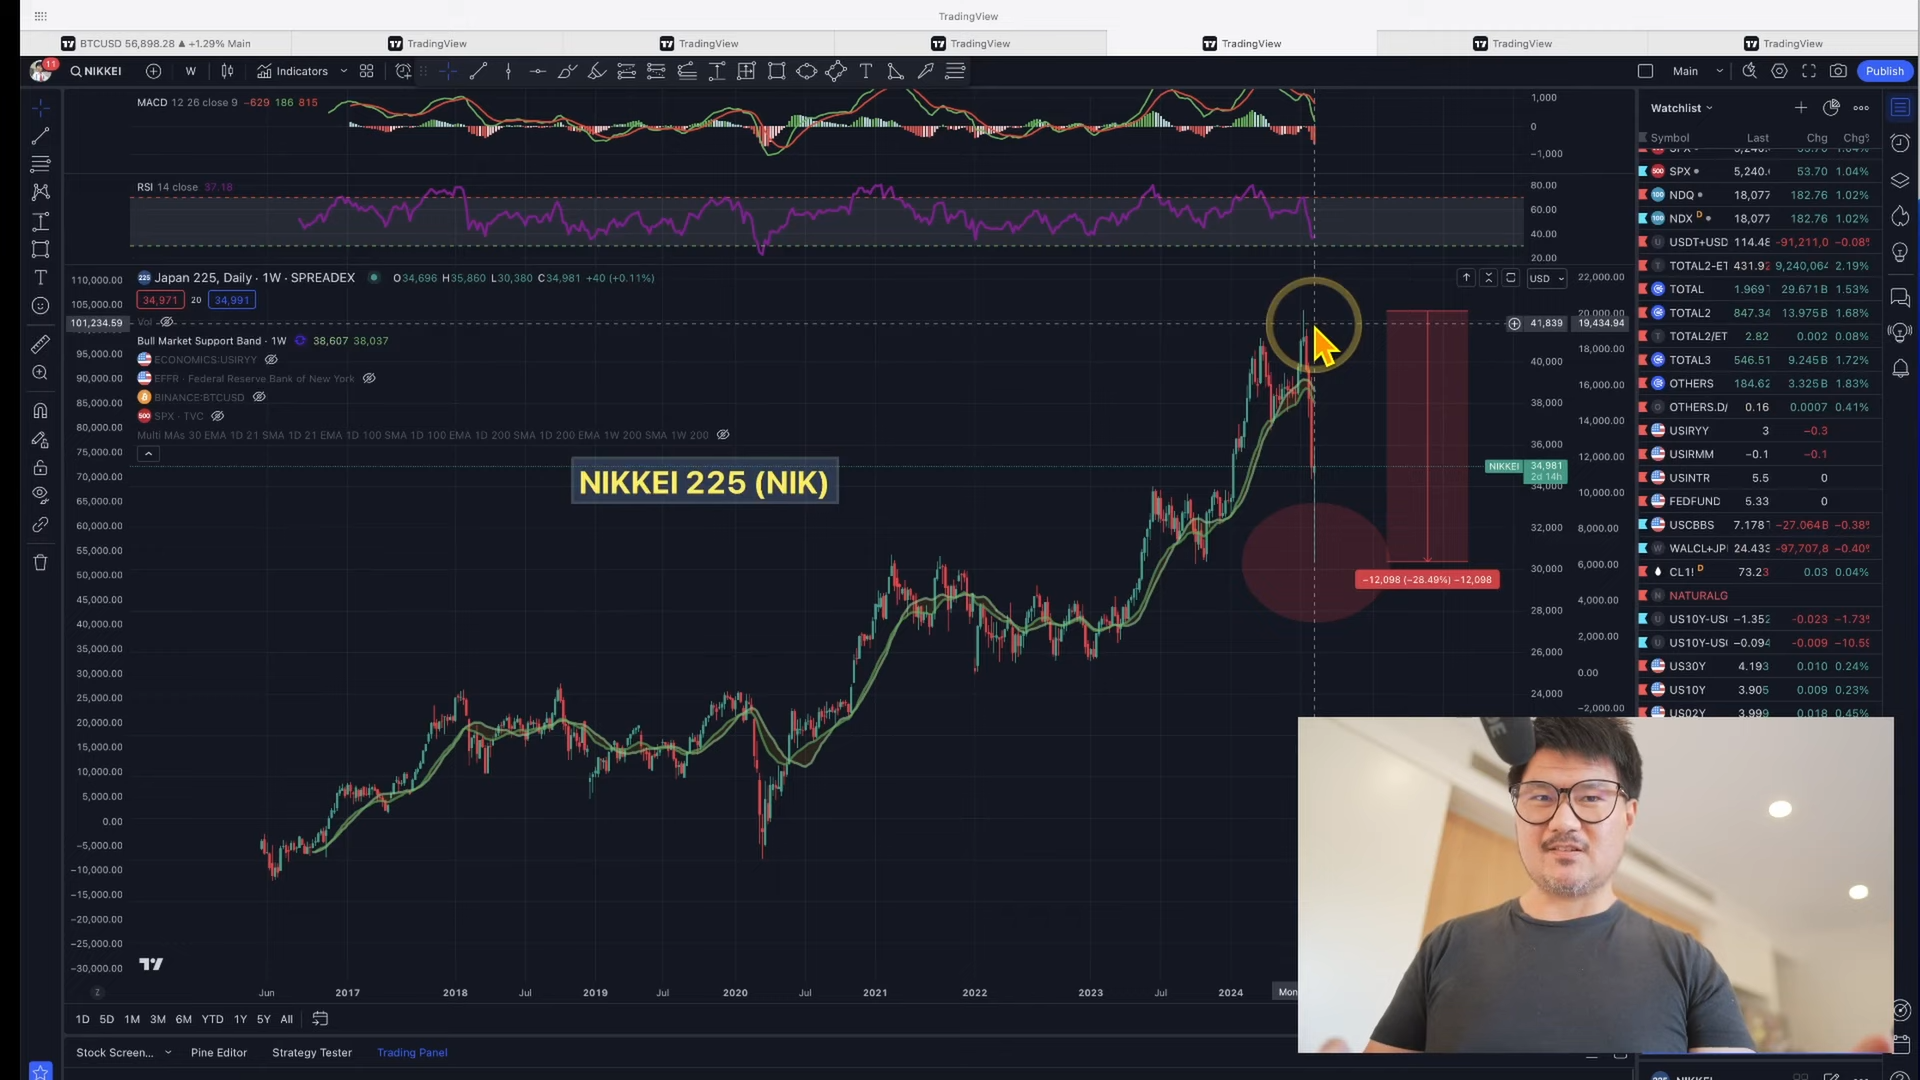 TradingView
BTCUSD 56,898.28 ▲ +1.29% Main
TradingView
TradingView
TradingView
TradingView
TradingView
TradingView
11
NIKKEI
W
Indicators
Main
Publish
MACD 12 26 close 9 −629 186 815
1,000
0
−1,000
RSI 14 close 37.18
80.00
60.00
40.00
20.00
Japan 225, Daily · 1W · SPREADEX
O34,696 H35,860 L30,380 C34,981 +40 (+0.11%)
34,971 20 34,991
Vol
Bull Market Support Band · 1W 38,607 38,037
ECONOMICS:USIRYY
EFFR · Federal Reserve Bank of New York
BINANCE:BTCUSD
SPX · TVC
Multi MAs 30 EMA 1D 21 SMA 1D 21 EMA 1D 100 SMA 1D 100 EMA 1D 200 SMA 1D 200 EMA 1W 200 SMA 1W 200
NIKKEI 225 (NIK)
110,000.00
105,000.00
101,234.59
95,000.00
90,000.00
85,000.00
80,000.00
75,000.00
70,000.00
65,000.00
60,000.00
55,000.00
50,000.00
45,000.00
40,000.00
35,000.00
30,000.00
25,000.00
20,000.00
15,000.00
10,000.00
5,000.00
0.00
−5,000.00
−10,000.00
−15,000.00
−20,000.00
−25,000.00
−30,000.00
USD
41,839
40,000
38,000
36,000
NIKKEI 34,981
2d 14h
34,000
32,000
30,000
28,000
26,000
24,000
22,000.00
20,000.00
19,434.94
18,000.00
16,000.00
14,000.00
12,000.00
10,000.00
8,000.00
6,000.00
4,000.00
2,000.00
0.00
−2,000.00
−12,098 (−28.49%) −12,098
Jun 2017 2018 Jul 2019 Jul 2020 Jul 2021 2022 2023 Jul 2024 Mon
Z
1D 5D 1M 3M 6M YTD 1Y 5Y All
Stock Screen... Pine Editor Strategy Tester Trading Panel
Watchlist
Symbol Last Chg Chg%
SPX 5,240. 53.70 1.04%
NDQ 18,077 182.76 1.02%
NDX D 18,077 182.76 1.02%
USDT+USD 114.48 −91,211,0 −0.08%
TOTAL2-ET 431.92 9,240,064 2.19%
TOTAL 1.969 29.671 B 1.53%
TOTAL2 847.34 13.975 B 1.68%
TOTAL2/ET 2.82 0.002 0.08%
TOTAL3 546.51 9.245 B 1.72%
OTHERS 184.62 3.325 B 1.83%
OTHERS.D/ 0.16 0.0007 0.41%
USIRYY 3 −0.3
USIRMM −0.1 −0.1
USINTR 5.5 0
FEDFUND 5.33 0
USCBBS 7.178 −27.064B −0.38%
WALCL+JP 24.433 −97,707,8 −0.40%
CL1! D 73.23 0.03 0.04%
NATURALG
US10Y-US −1.352 −0.023 −1.73%
US10Y-US −0.094 −0.009 −10.5
US30Y 4.193 0.010 0.24%
US10Y 3.905 0.009 0.23%
US02Y 3.999 0.018 0.45%
NIKKEI